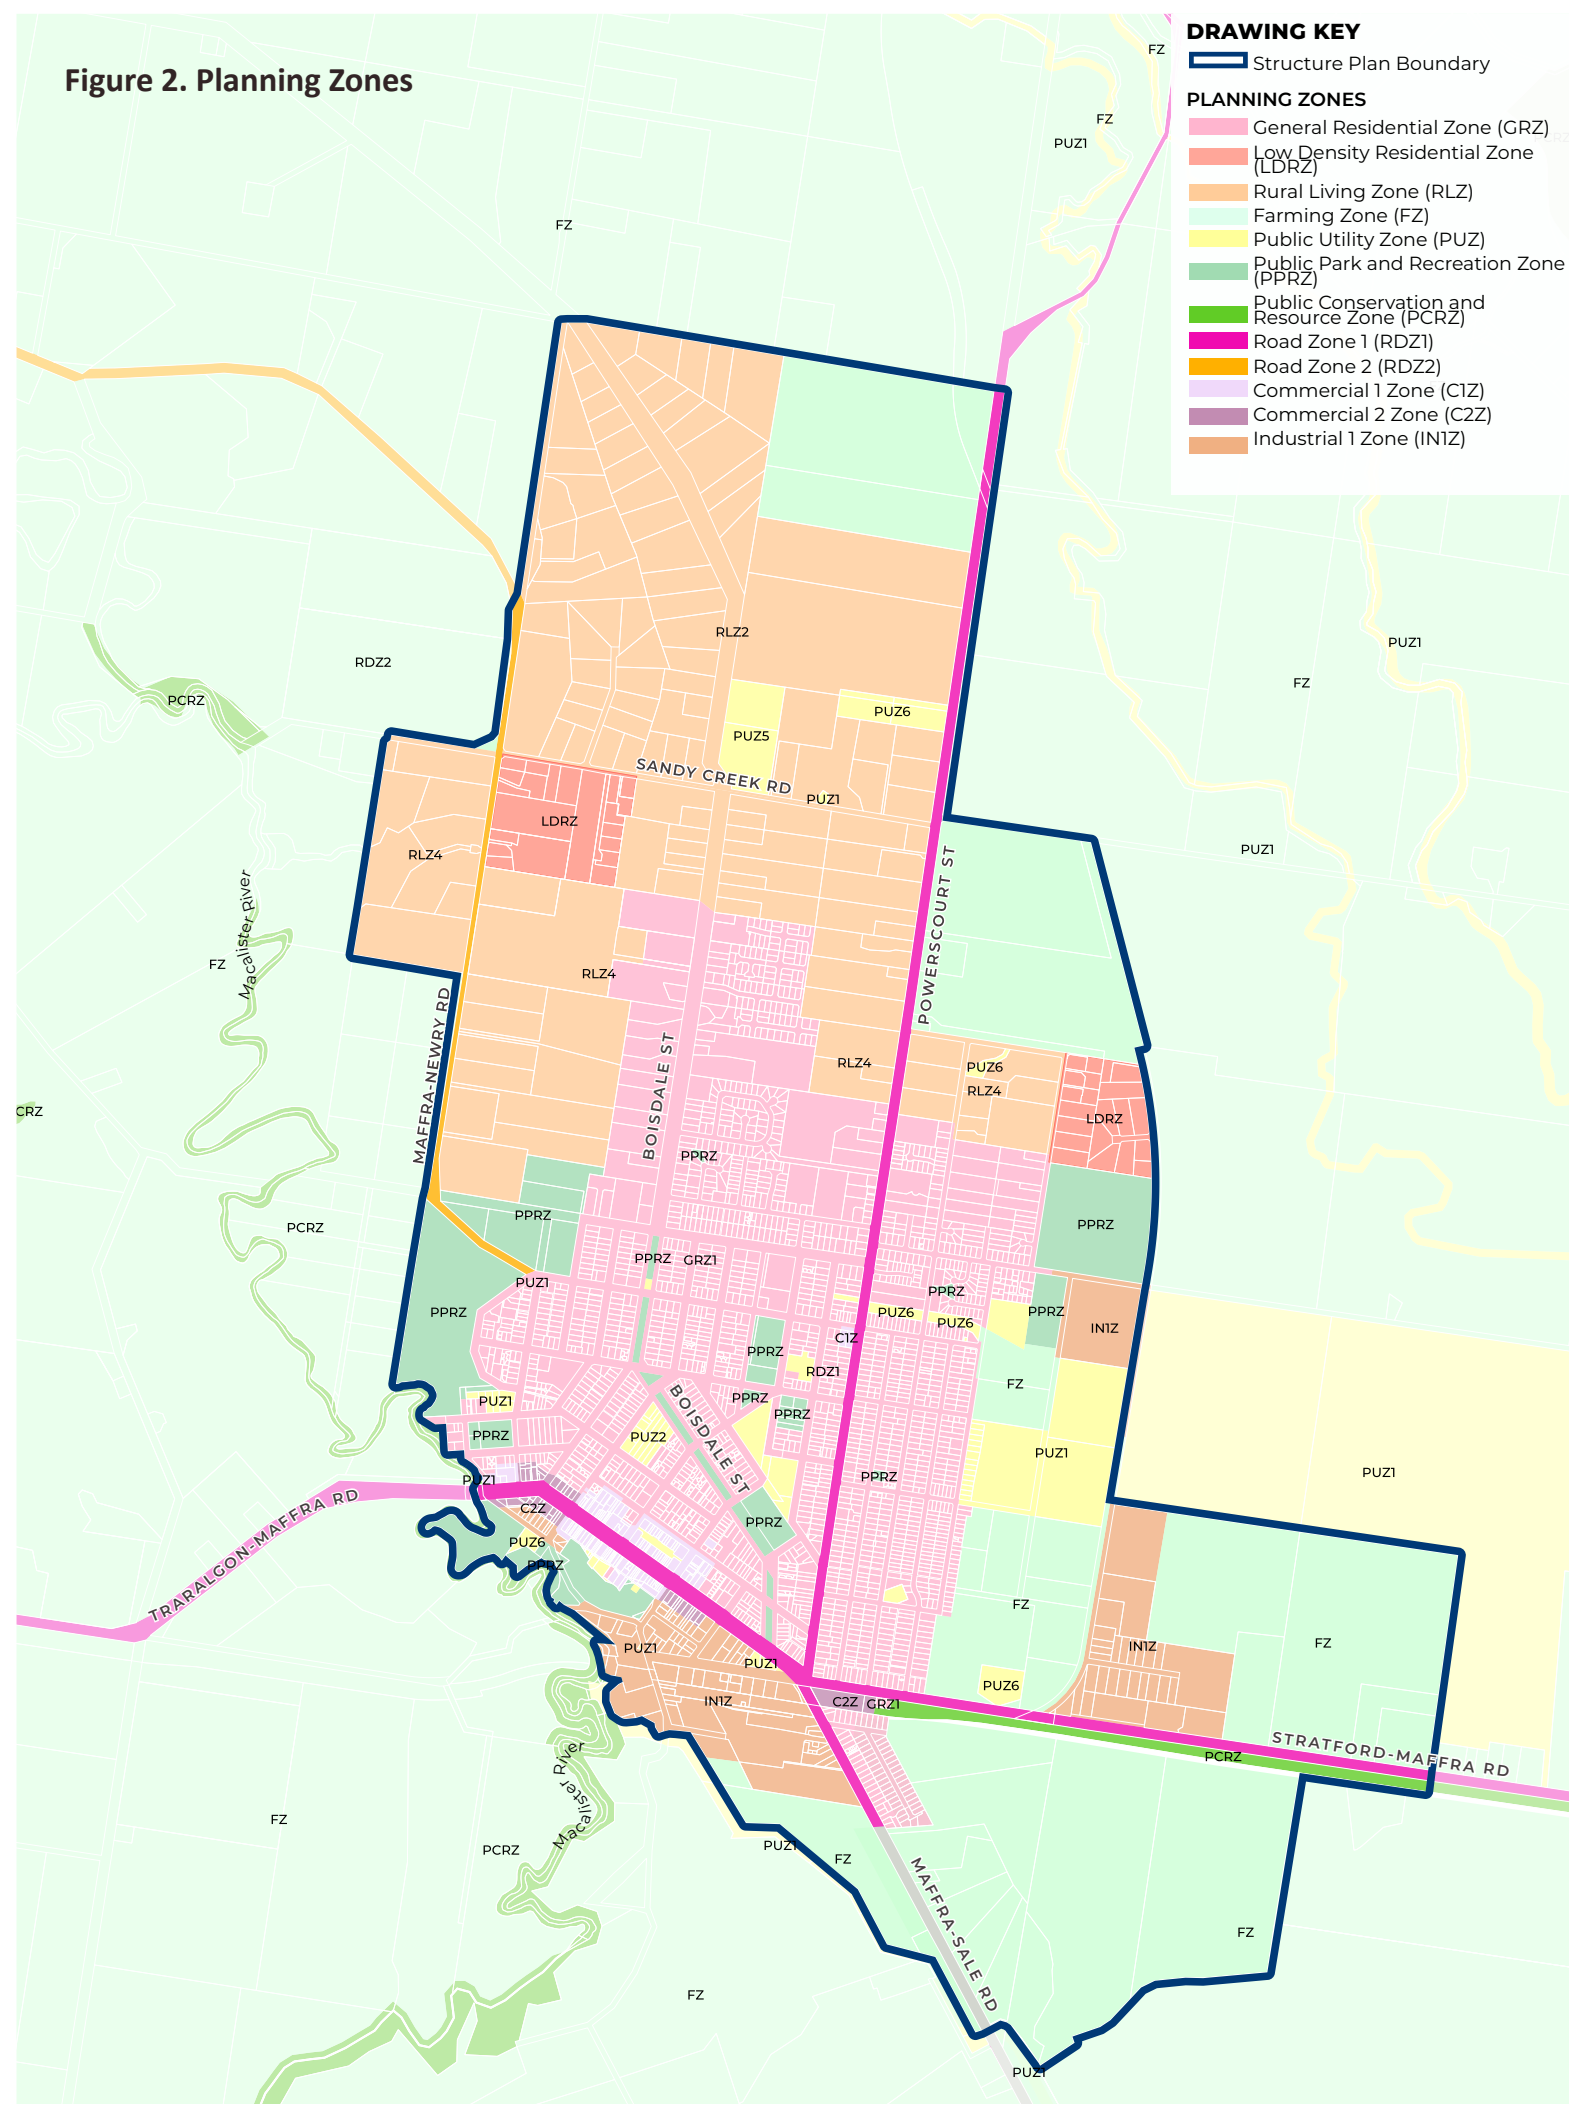 Figure 2. Planning Zones
DRAWING KEY
Structure Plan Boundary
PLANNING ZONES
General Residential Zone (GRZ)
Low Density Residential Zone
(LDRZ)
Rural Living Zone (RLZ)
Farming Zone (FZ)
Public Utility Zone (PUZ)
Public Park and Recreation Zone
(PPRZ)
Public Conservation and
Resource Zone (PCRZ)
Road Zone 1 (RDZ1)
Road Zone 2 (RDZ2)
Commercial 1 Zone (C1Z)
Commercial 2 Zone (C2Z)
Industrial 1 Zone (IN1Z)
FZ
FZ
PUZ1
FZ
RLZ2
PUZ1
RDZ2
FZ
PCRZ
PUZ6
PUZ5
SANDY CREEK RD
PUZ1
LDRZ
PUZ1
RLZ4
POWERSCOURT ST
Macalister River
FZ
RLZ4
MAFFRA-NEWRY RD
BOISDALE ST
RLZ4
PUZ6
RLZ4
CRZ
LDRZ
PPRZ
PPRZ
PCRZ
PPRZ
PPRZ
GRZ1
PUZ1
PPRZ
PPRZ
PUZ6
PUZ6
PPRZ
IN1Z
C1Z
PPRZ
RDZ1
FZ
PUZ1
BOISDALE ST
PPRZ
PPRZ
PPRZ
PUZ2
PUZ1
PUZ1
PPRZ
PUZ1
TRARALGON-MAFFRA RD
C2Z
PPRZ
PUZ6
PPRZ
FZ
PUZ1
IN1Z
FZ
PUZ1
PUZ6
IN1Z
C2Z
GRZ1
STRATFORD-MAFFRA RD
PCRZ
Macalister River
FZ
PCRZ
PUZ1
FZ
MAFFRA-SALE RD
FZ
FZ
PUZ1